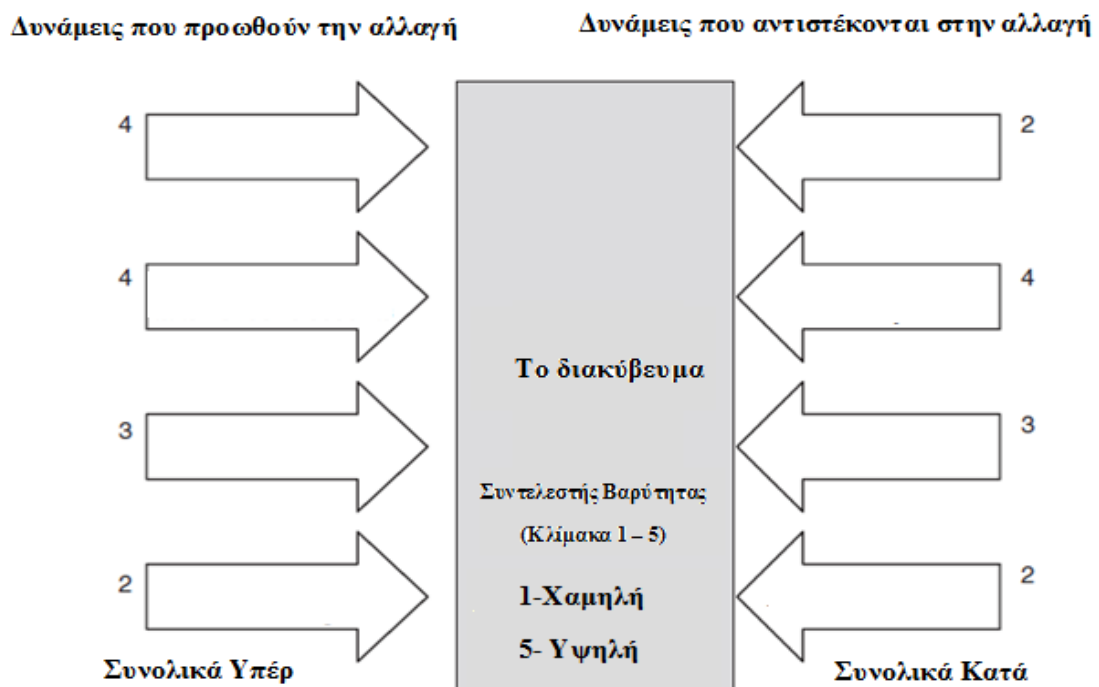 Δυνάμεις που προωθούν την αλλαγή
Δυνάμεις που αντιστέκονται στην αλλαγή
4
2
4
4
Το διακύβευμα
3
3
Συντελεστής Βαρύτητας
(Κλίμακα 1 – 5)
2
2
1-Χαμηλή
5- Υψηλή
Συνολικά Υπέρ
Συνολικά Κατά